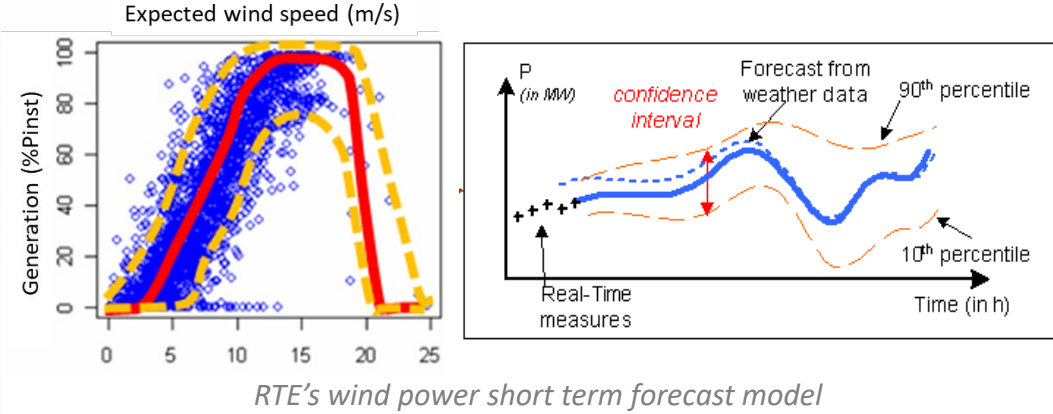 Expected wind speed (m/s)
Generation (%Pinst)
0 20 40 60 80 100
0 5 10 15 20 25
P
(in MW)
confidence
interval
Forecast from
weather data
90th percentile
10th percentile
Real-Time
measures
Time (in h)
RTE's wind power short term forecast model